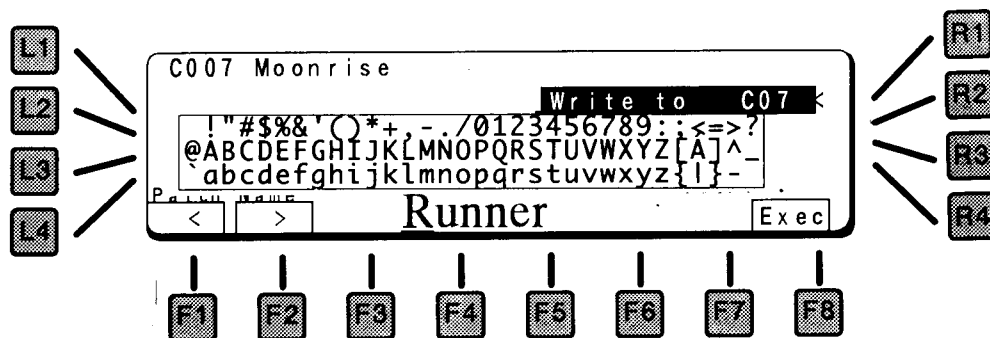 L1
R1
C007 Moonrise
L2
R2
Write to C07 <
!"#$%&'()*+,-./0123456789:;<=>?
L3
R3
@ABCDEFGHIJKLMNOPQRSTUVWXYZ[A]^_
`abcdefghijklmnopqrstuvwxyz{|}-
L4
R4
< > Runner Exec
F1 F2 F3 F4 F5 F6 F7 F8